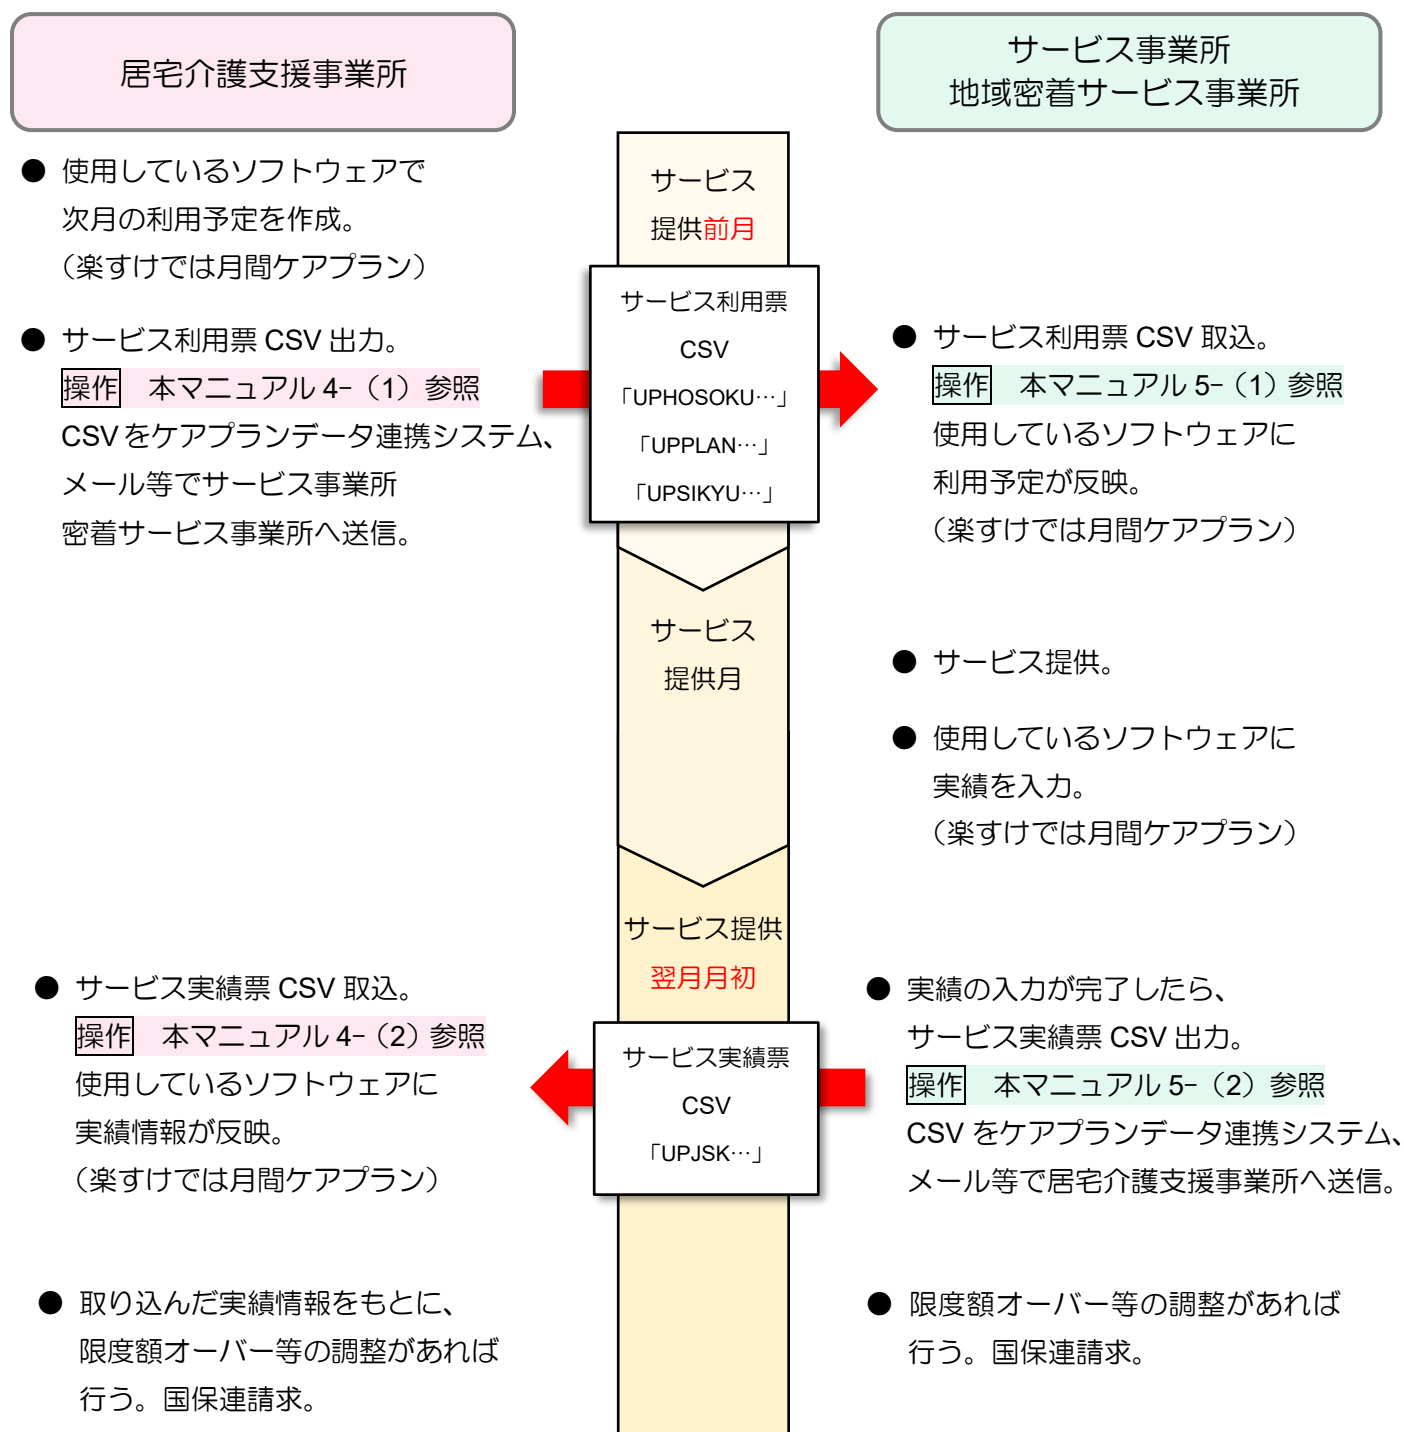 居宅介護支援事業所
サービス事業所
地域密着サービス事業所
● 使用しているソフトウェアで
次月の利用予定を作成。
（楽すけでは月間ケアプラン）
● サービス利用票 CSV 出力。
操作　本マニュアル 4-（1）参照
CSVをケアプランデータ連携システム、
メール等でサービス事業所
密着サービス事業所へ送信。
サービス
提供前月
サービス利用票
CSV
「UPHOSOKU…」
「UPPLAN…」
「UPSIKYU…」
● サービス利用票 CSV 取込。
操作　本マニュアル 5-（1）参照
使用しているソフトウェアに
利用予定が反映。
（楽すけでは月間ケアプラン）
サービス
提供月
● サービス提供。
● 使用しているソフトウェアに
実績を入力。
（楽すけでは月間ケアプラン）
サービス提供
翌月月初
● サービス実績票 CSV 取込。
操作　本マニュアル 4-（2）参照
使用しているソフトウェアに
実績情報が反映。
（楽すけでは月間ケアプラン）
サービス実績票
CSV
「UPJSK…」
● 実績の入力が完了したら、
サービス実績票 CSV 出力。
操作　本マニュアル 5-（2）参照
CSV をケアプランデータ連携システム、
メール等で居宅介護支援事業所へ送信。
● 取り込んだ実績情報をもとに、
限度額オーバー等の調整があれば
行う。国保連請求。
● 限度額オーバー等の調整があれば
行う。国保連請求。